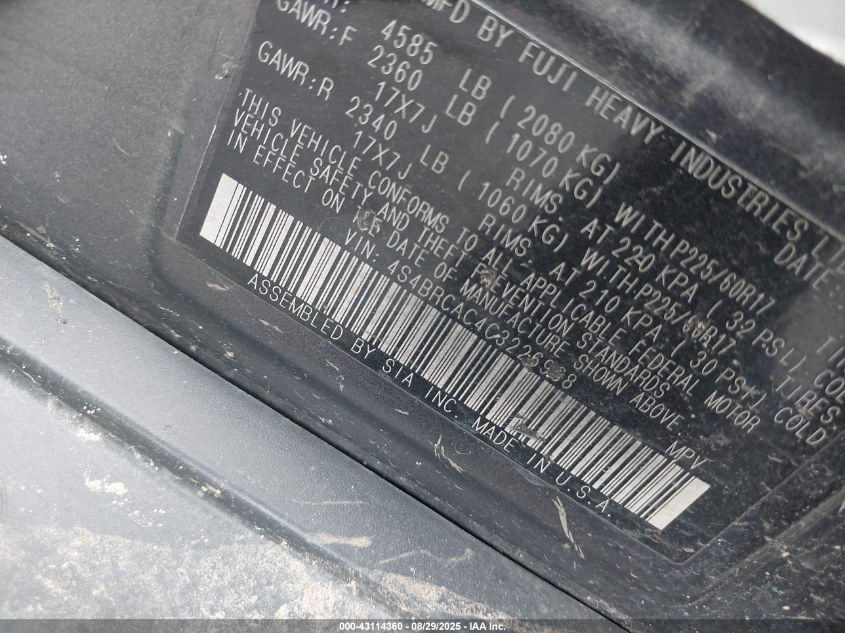 MFD BY FUJI HEAVY INDUSTRIES LTD
DATE:
4585 LB ( 2080 KG)
GAWR:F 2360 LB ( 1070 KG) WITH P225/60R17
17X7J RIMS. AT 220 KPA ( 32 PSI.) COLD
GAWR:R 2340 LB ( 1060 KG) WITH P225/60R17 TIRES.
17X7J RIMS. AT 210 KPA ( 30 PSI.) COLD
THIS VEHICLE CONFORMS TO ALL APPLICABLE FEDERAL MOTOR
VEHICLE SAFETY AND THEFT PREVENTION STANDARDS
IN EFFECT ON THE DATE OF MANUFACTURE SHOWN ABOVE.
VIN: MPV
ASSEMBLED BY SIA INC. MADE IN U.S.A.
000-43114360 - 08/29/2025 - IAA Inc.